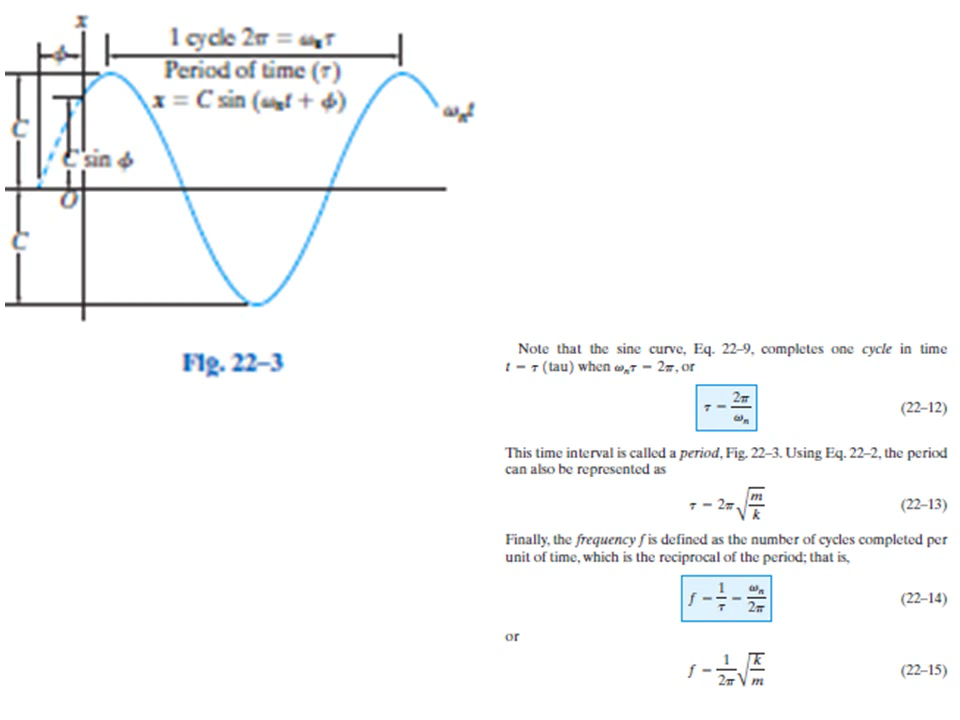 x
ϕ
1 cycle 2π = ωₙτ
Period of time (τ)
x = C sin (ωₙt + ϕ)
ωₙt
C
C sin ϕ
O
C
Fig. 22–3
Note that the sine curve, Eq. 22–9, completes one cycle in time
t = τ (tau) when ωₙτ = 2π, or
τ = 2π/ωₙ (22–12)
This time interval is called a period, Fig. 22–3. Using Eq. 22–2, the period
can also be represented as
τ = 2π√(m/k) (22–13)
Finally, the frequency f is defined as the number of cycles completed per
unit of time, which is the reciprocal of the period; that is,
f = 1/τ = ωₙ/2π (22–14)
or
f = 1/2π √(k/m) (22–15)